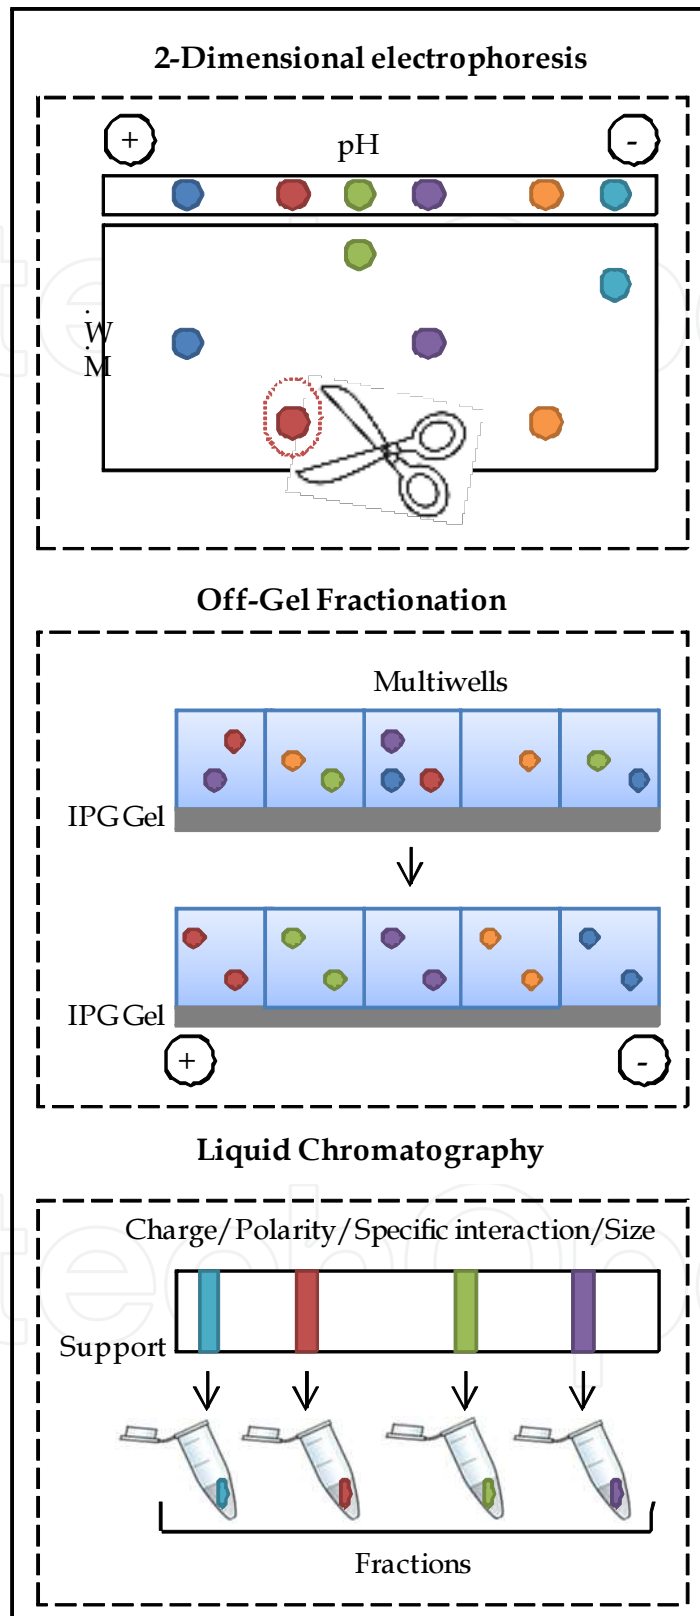 2-Dimensional electrophoresis
+
pH
-
M.W.
Off-Gel Fractionation
Multiwells
IPG Gel
IPG Gel
+
-
Liquid Chromatography
Charge/Polarity/Specific interaction/Size
Support
Fractions